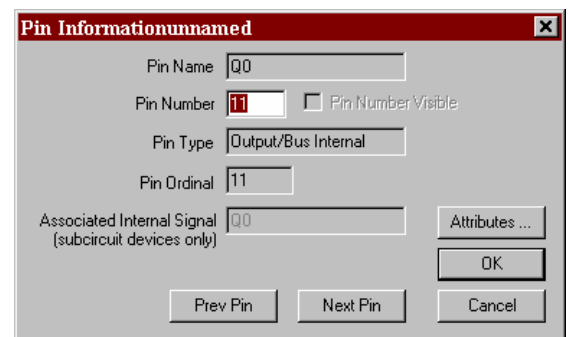 Pin Informationunnamed
Pin Name Q0
Pin Number 11 Pin Number Visible
Pin Type Output/Bus Internal
Pin Ordinal 11
Associated Internal Signal Q0 Attributes ...
(subcircuit devices only)
OK
Prev Pin Next Pin Cancel